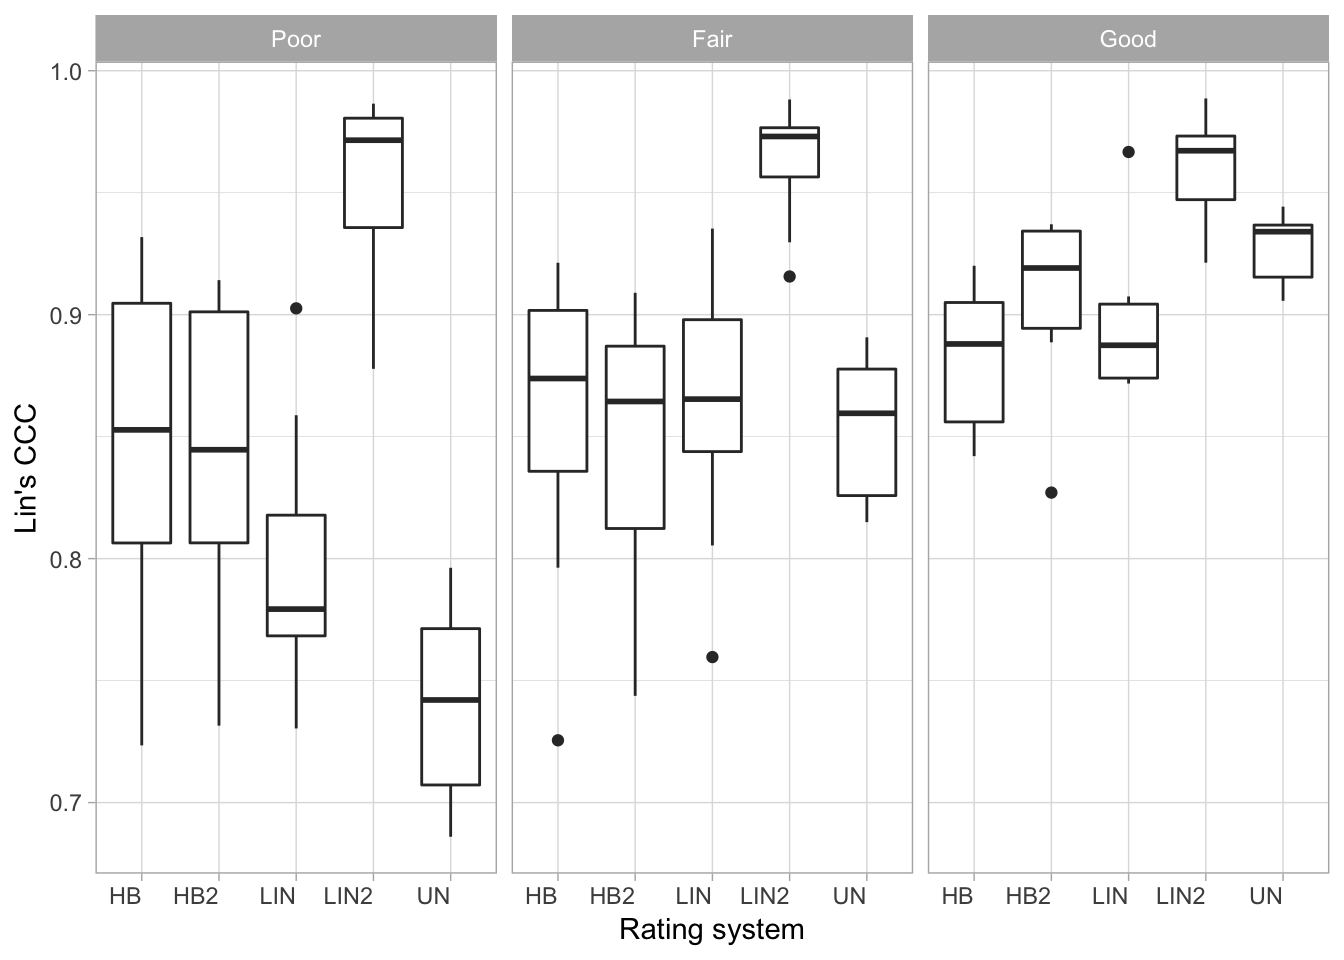 Poor Fair Good
Lin's CCC
1.0
0.9
0.8
0.7
HB HB2 LIN LIN2 UN HB HB2 LIN LIN2 UN HB HB2 LIN LIN2 UN
Rating system